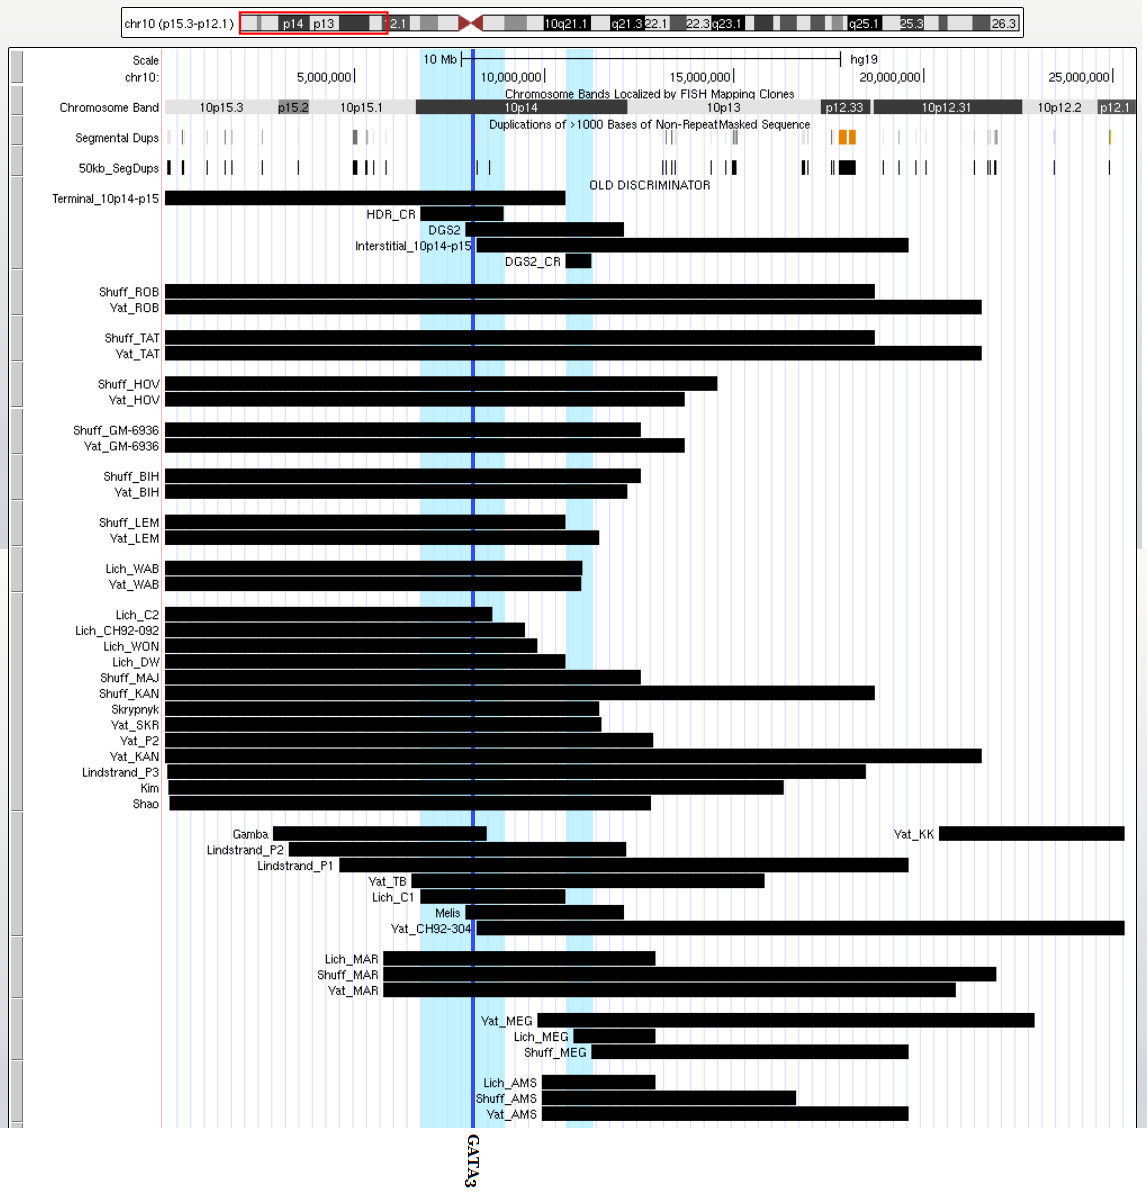 chr10 (p15.3-p12.1) p14 p13 2.1 10q21.1 q21.3 22.1 22.3 q23.1 q25.1 25.3 26.3
Scale 10 Mb hg19
chr10: 5,000,000 10,000,000 15,000,000 20,000,000 25,000,000
Chromosome Bands Localized by FISH Mapping Clones
Chromosome Band 10p15.3 p15.2 10p15.1 10p14 10p13 p12.33 10p12.31 10p12.2 p12.1
Duplications of >1000 Bases of Non-RepeatMasked Sequence
Segmental Dups
50kb_SegDups
OLD DISCRIMINATOR
Terminal_10p14-p15
HDR_CR
DGS2
Interstitial_10p14-p15
DGS2_CR
Shuff_ROB
Yat_ROB
Shuff_TAT
Yat_TAT
Shuff_HOV
Yat_HOV
Shuff_GM-6936
Yat_GM-6936
Shuff_BIH
Yat_BIH
Shuff_LEM
Yat_LEM
Lich_WAB
Yat_WAB
Lich_C2
Lich_CH92-092
Lich_WON
Lich_DW
Shuff_MAJ
Shuff_KAN
Skrypnyk
Yat_SKR
Yat_P2
Yat_KAN
Lindstrand_P3
Kim
Shao
Gamba Yat_KK
Lindstrand_P2
Lindstrand_P1
Yat_TB
Lich_C1
Melis
Yat_CH92-304
Lich_MAR
Shuff_MAR
Yat_MAR
Yat_MEG
Lich_MEG
Shuff_MEG
Lich_AMS
Shuff_AMS
Yat_AMS
GATA3